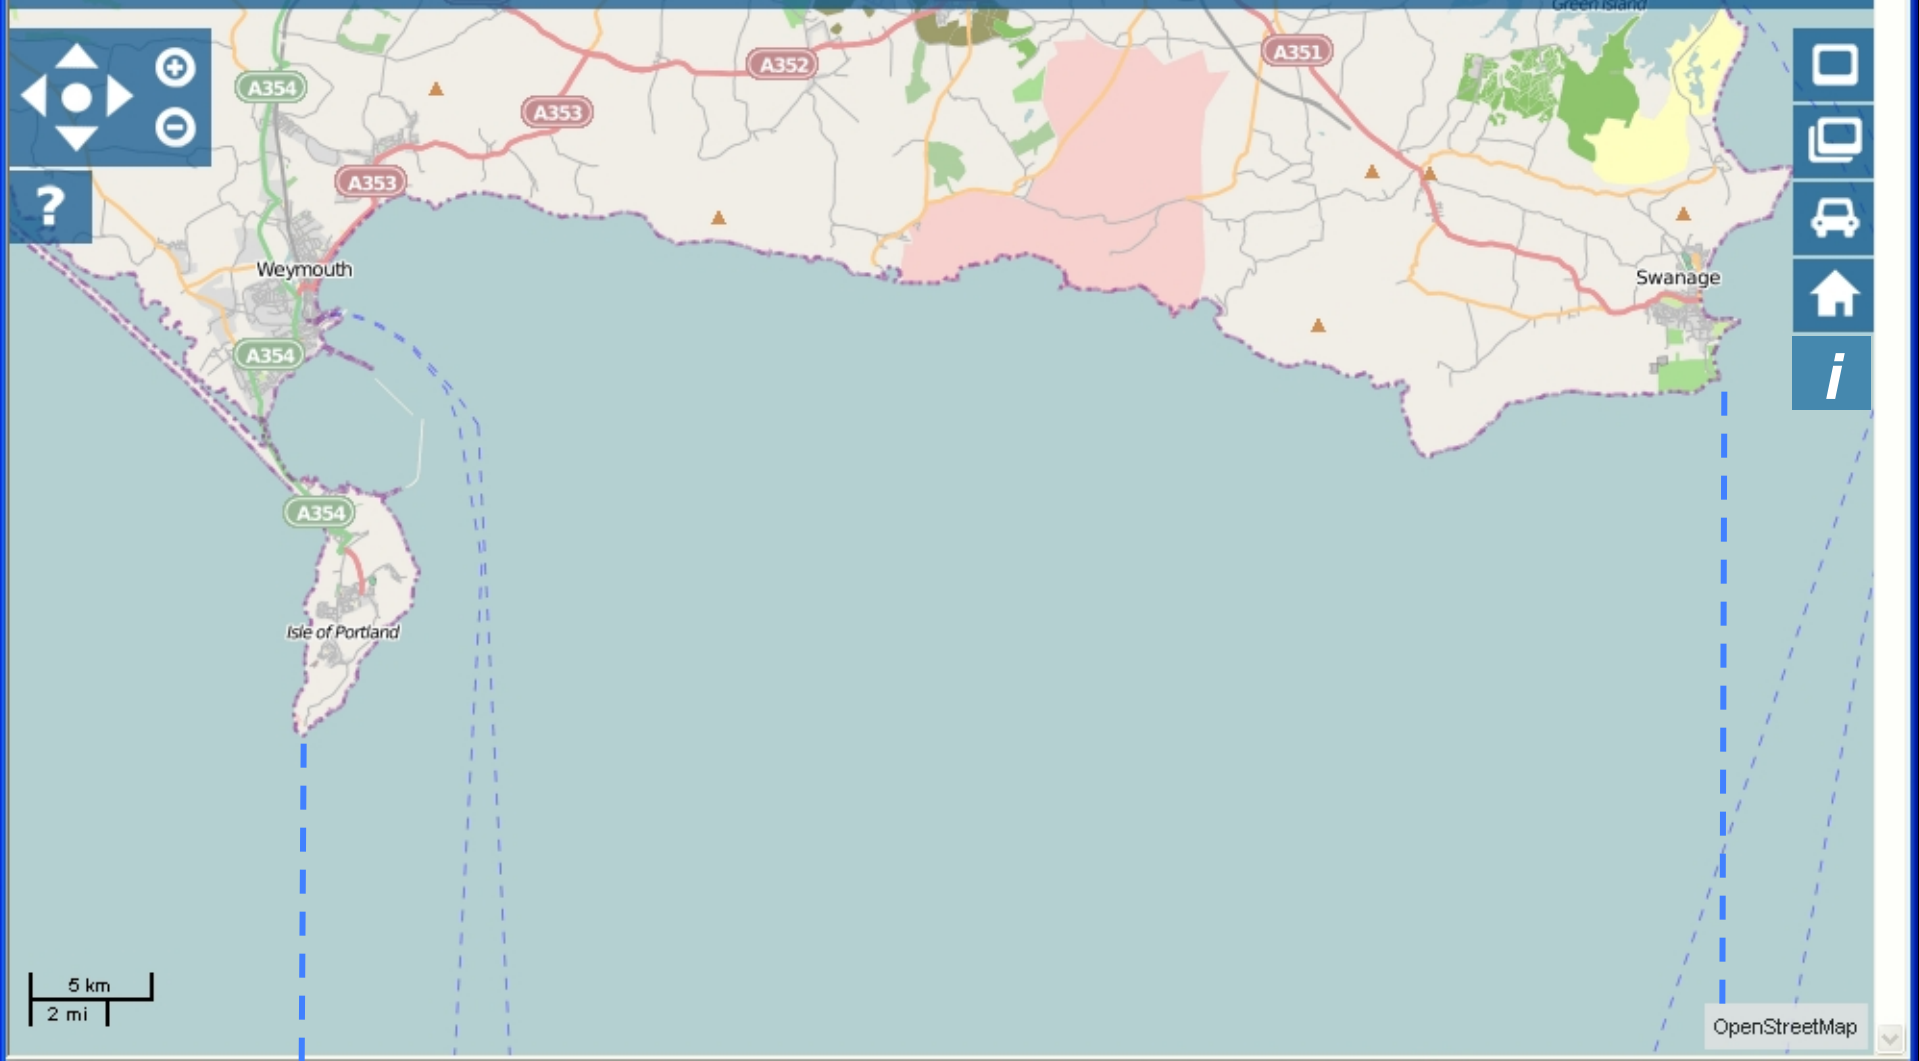 Green Island
A351
A352
A354
A353
A353
?
Weymouth
Swanage
A354
i
A354
Isle of Portland
5 km
2 mi
OpenStreetMap